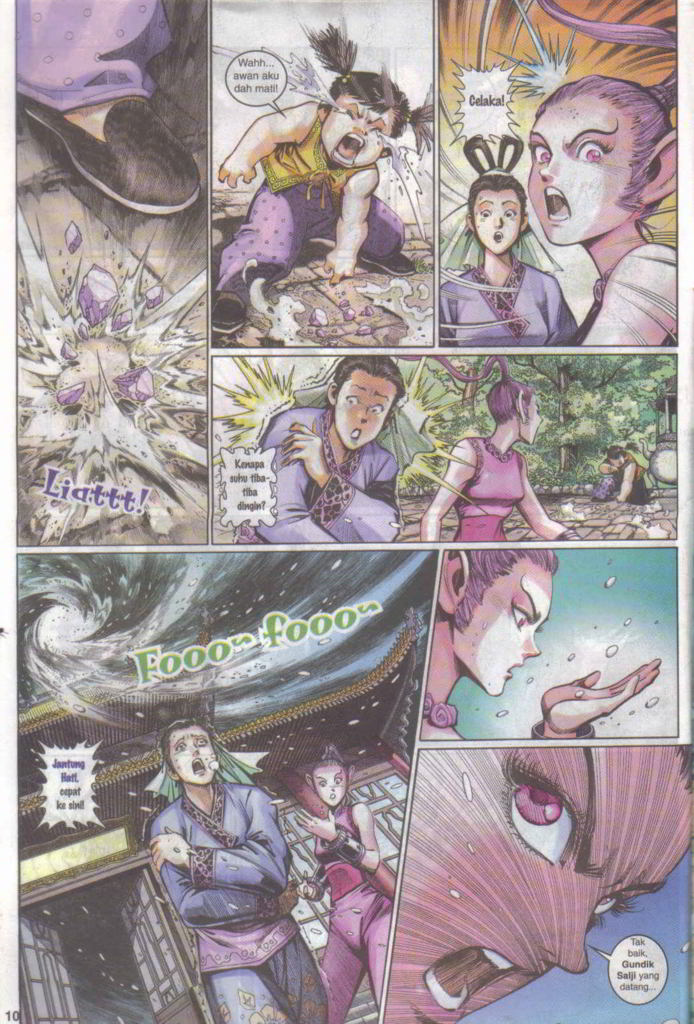 Wahh...
awan aku
dah mati!
Celaka!
Liattt!
Kenapa
suhu tiba-
tiba
dingin?
Fooo~ fooo~
Jantung
Hati,
cepat
ke sini!
Tak
baik,
Gundik
Salji yang
datang...
10